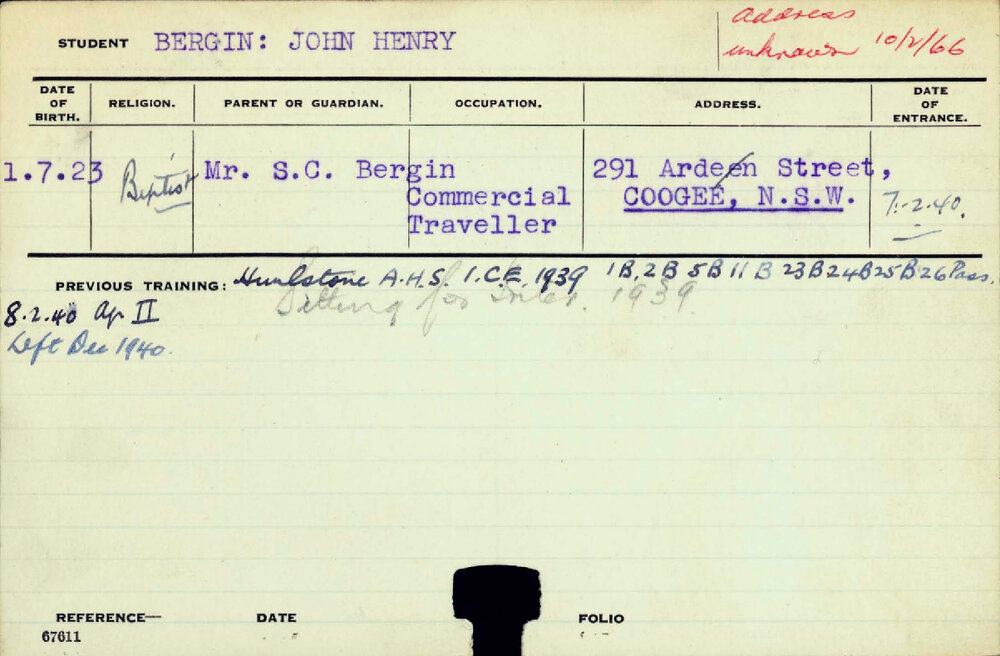 STUDENT BERGIN: JOHN HENRY
Address
unknown 10/2/66
DATE OF BIRTH. RELIGION. PARENT OR GUARDIAN. OCCUPATION. ADDRESS. DATE OF ENTRANCE.
1.7.23 Baptist Mr. S.C. Bergin 291 Ardeen Street,
Commercial COOGEE, N.S.W. 7.2.40.
Traveller
PREVIOUS TRAINING: Hurlstone A.H.S. I.C.E. 1939 1B, 2B 5B 11B 23B 24B 25B 26 Pass.
Sitting for Inter. 1939
8.2.40 Ag II
Left Dec 1940.
REFERENCE— DATE FOLIO
67611